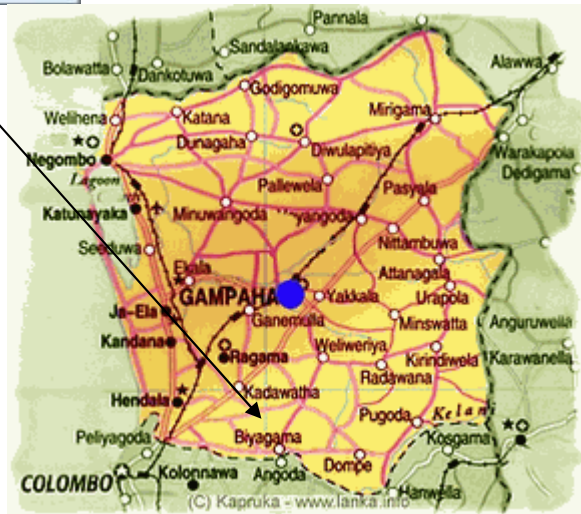 Pannala
Sandalankawa
Bolawatta
Dankotuwa
Alawwa
Godigomuwa
Welihena
Katana
Mirigama
Dunagaha
Diwulapitiya
Warakapola
Negombo
Dedigama
Lagoon
Pallewela
Pasyala
Katunayaka
Minuwangoda
Nittambuwa
Seeduwa
Attanagala
Ekala
GAMPAHA
Yakkala
Urapola
Ja-Ela
Ganemulla
Minswatta
Anguruwella
Kandana
Ragama
Weliweriya
Kirindiwela
Karawanella
Radawana
Kadawatha
Hendala
Pugoda
Kelani
Peliyagoda
Biyagama
Kosgama
Angoda
Dompe
COLOMBO
Kolonnawa
Hanwella
(C) Kapruka - www.lanka.info